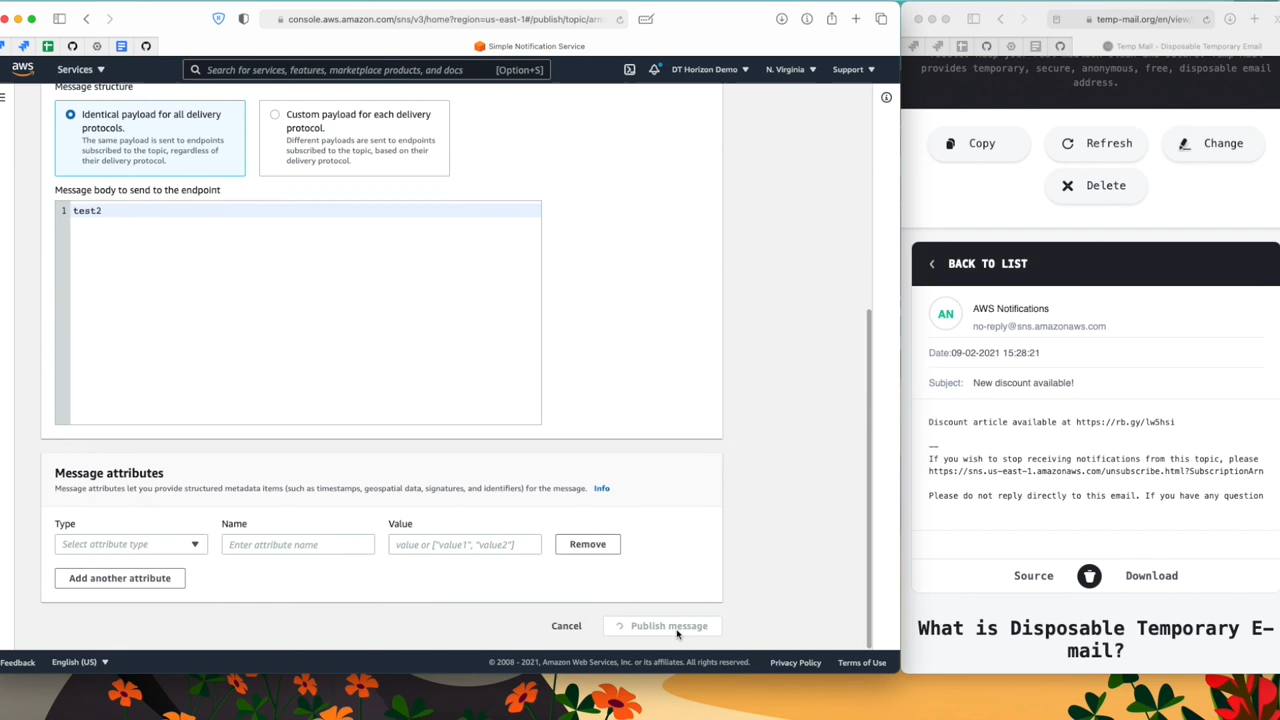 console.aws.amazon.com/sns/v3/home?region=us-east-1#/publish/topic/arn
Simple Notification Service
aws
Services
Search for services, features, marketplace products, and docs
[Option+S]
DT Horizon Demo
N. Virginia
Support
Message structure
Identical payload for all delivery
protocols.
The same payload is sent to endpoints
subscribed to the topic, regardless of
their delivery protocol.
Custom payload for each delivery
protocol.
Different payloads are sent to endpoints
subscribed to the topic, based on their
delivery protocol.
Message body to send to the endpoint
1 test2
Message attributes
Message attributes let you provide structured metadata items (such as timestamps, geospatial data, signatures, and identifiers) for the message. Info
Type
Name
Value
Select attribute type
Enter attribute name
value or ["value1", "value2"]
Remove
Add another attribute
Cancel
Publish message
Feedback
English (US)
© 2008 - 2021, Amazon Web Services, Inc. or its affiliates. All rights reserved.
Privacy Policy
Terms of Use
temp-mail.org/en/view/
Temp Mail - Disposable Temporary Email
provides temporary, secure, anonymous, free, disposable email
address.
Copy
Refresh
Change
Delete
BACK TO LIST
AN
AWS Notifications
no-reply@sns.amazonaws.com
Date:09-02-2021 15:28:21
Subject: New discount available!
Discount article available at https://rb.gy/lw5hsi
--
If you wish to stop receiving notifications from this topic, please
https://sns.us-east-1.amazonaws.com/unsubscribe.html?SubscriptionArn
Please do not reply directly to this email. If you have any question
Source
Download
What is Disposable Temporary E-
mail?